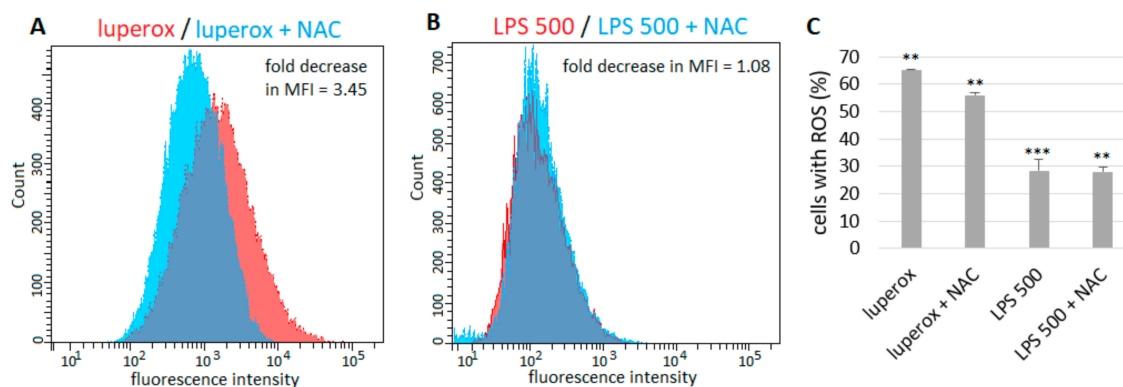 A
luperox / luperox + NAC
fold decrease
in MFI = 3.45
Count
400
300
200
100
0
10¹
10²
10³
10⁴
10⁵
fluorescence intensity
B
LPS 500 / LPS 500 + NAC
fold decrease in MFI = 1.08
Count
700
600
500
400
300
200
100
0
10¹
10²
10³
10⁴
10⁵
fluorescence intensity
C
cells with ROS (%)
70
60
50
40
30
20
10
0
**
**
***
**
luperox
luperox + NAC
LPS 500
LPS 500 + NAC